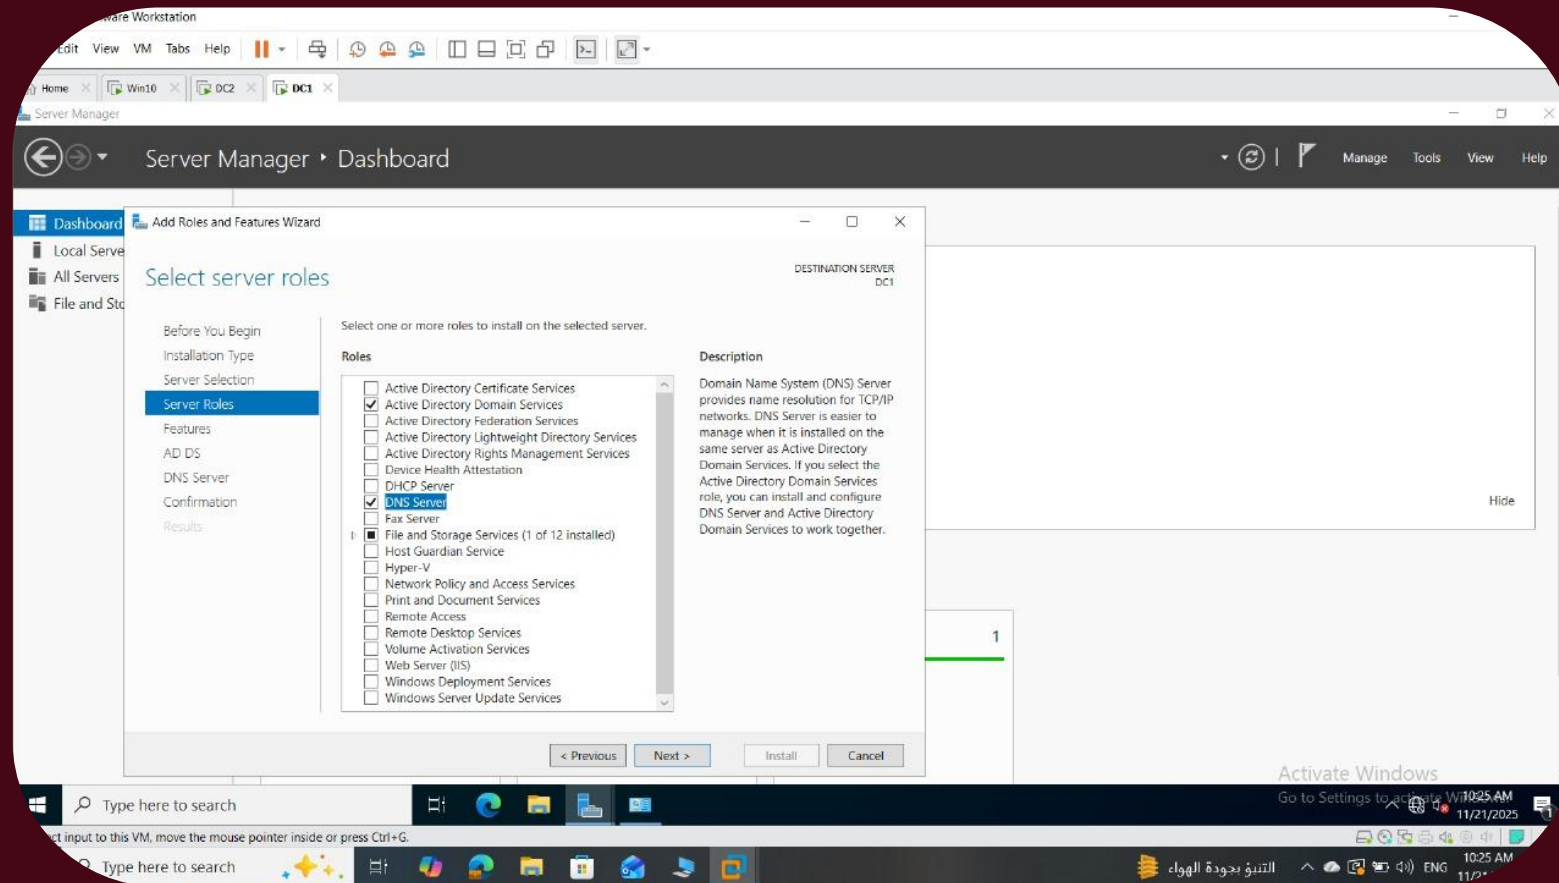 ware Workstation
Edit View VM Tabs Help
Home Win10 DC2 DC1
Server Manager
Server Manager Dashboard
Manage Tools View Help
Dashboard
Local Serve
All Servers
File and Sto
Add Roles and Features Wizard
Select server roles
DESTINATION SERVER
DC1
Before You Begin
Installation Type
Server Selection
Server Roles
Features
AD DS
DNS Server
Confirmation
Results
Select one or more roles to install on the selected server.
Roles
Active Directory Certificate Services
Active Directory Domain Services
Active Directory Federation Services
Active Directory Lightweight Directory Services
Active Directory Rights Management Services
Device Health Attestation
DHCP Server
DNS Server
Fax Server
File and Storage Services (1 of 12 installed)
Host Guardian Service
Hyper-V
Network Policy and Access Services
Print and Document Services
Remote Access
Remote Desktop Services
Volume Activation Services
Web Server (IIS)
Windows Deployment Services
Windows Server Update Services
Description
Domain Name System (DNS) Server
provides name resolution for TCP/IP
networks. DNS Server is easier to
manage when it is installed on the
same server as Active Directory
Domain Services. If you select the
Active Directory Domain Services
role, you can install and configure
DNS Server and Active Directory
Domain Services to work together.
< Previous Next > Install Cancel
Hide
1
Activate Windows
Go to Settings to activate Windows.
Type here to search
10:25 AM
11/21/2025
1
ct input to this VM, move the mouse pointer inside or press Ctrl+G.
Type here to search
التنبؤ بجودة الهواء
ENG
10:25 AM